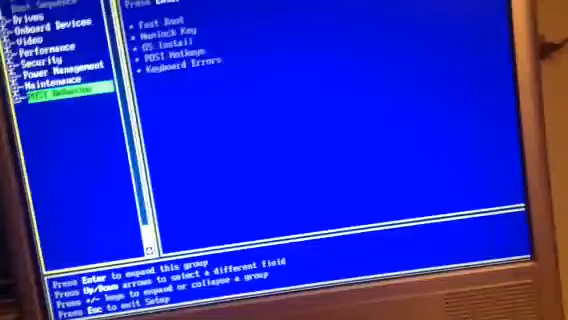 Boot Sequence
Drives
Onboard Devices
Video
Performance
Security
Power Management
Maintenance
POST Behavior
Press Enter
Fast Boot
Numlock Key
OS Install
POST Hotkeys
Keyboard Errors
Press Enter to expand this group
Press Up/Down arrows to select a different field
Press +/- keys to expand or collapse a group
Press Esc to exit Setup